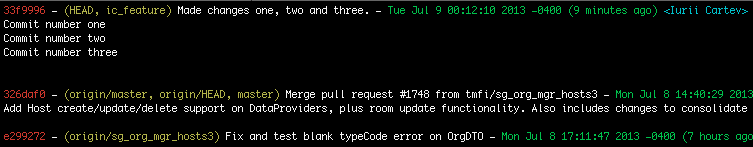 33f9996 - (HEAD, ic_feature) Made changes one, two and three. - Tue Jul 9 00:12:10 2013 -0400 (9 minutes ago) <Iurii Cartev>
Commit number one
Commit number two
Commit number three
326daf0 - (origin/master, origin/HEAD, master) Merge pull request #1748 from tmfi/sg_org_mgr_hosts3 - Mon Jul 8 14:40:29 2013
Add Host create/update/delete support on DataProviders, plus room update functionality. Also includes changes to consolidate
e299272 - (origin/sg_org_mgr_hosts3) Fix and test blank typeCode error on OrgDTO - Mon Jul 8 17:11:47 2013 -0400 (7 hours ago